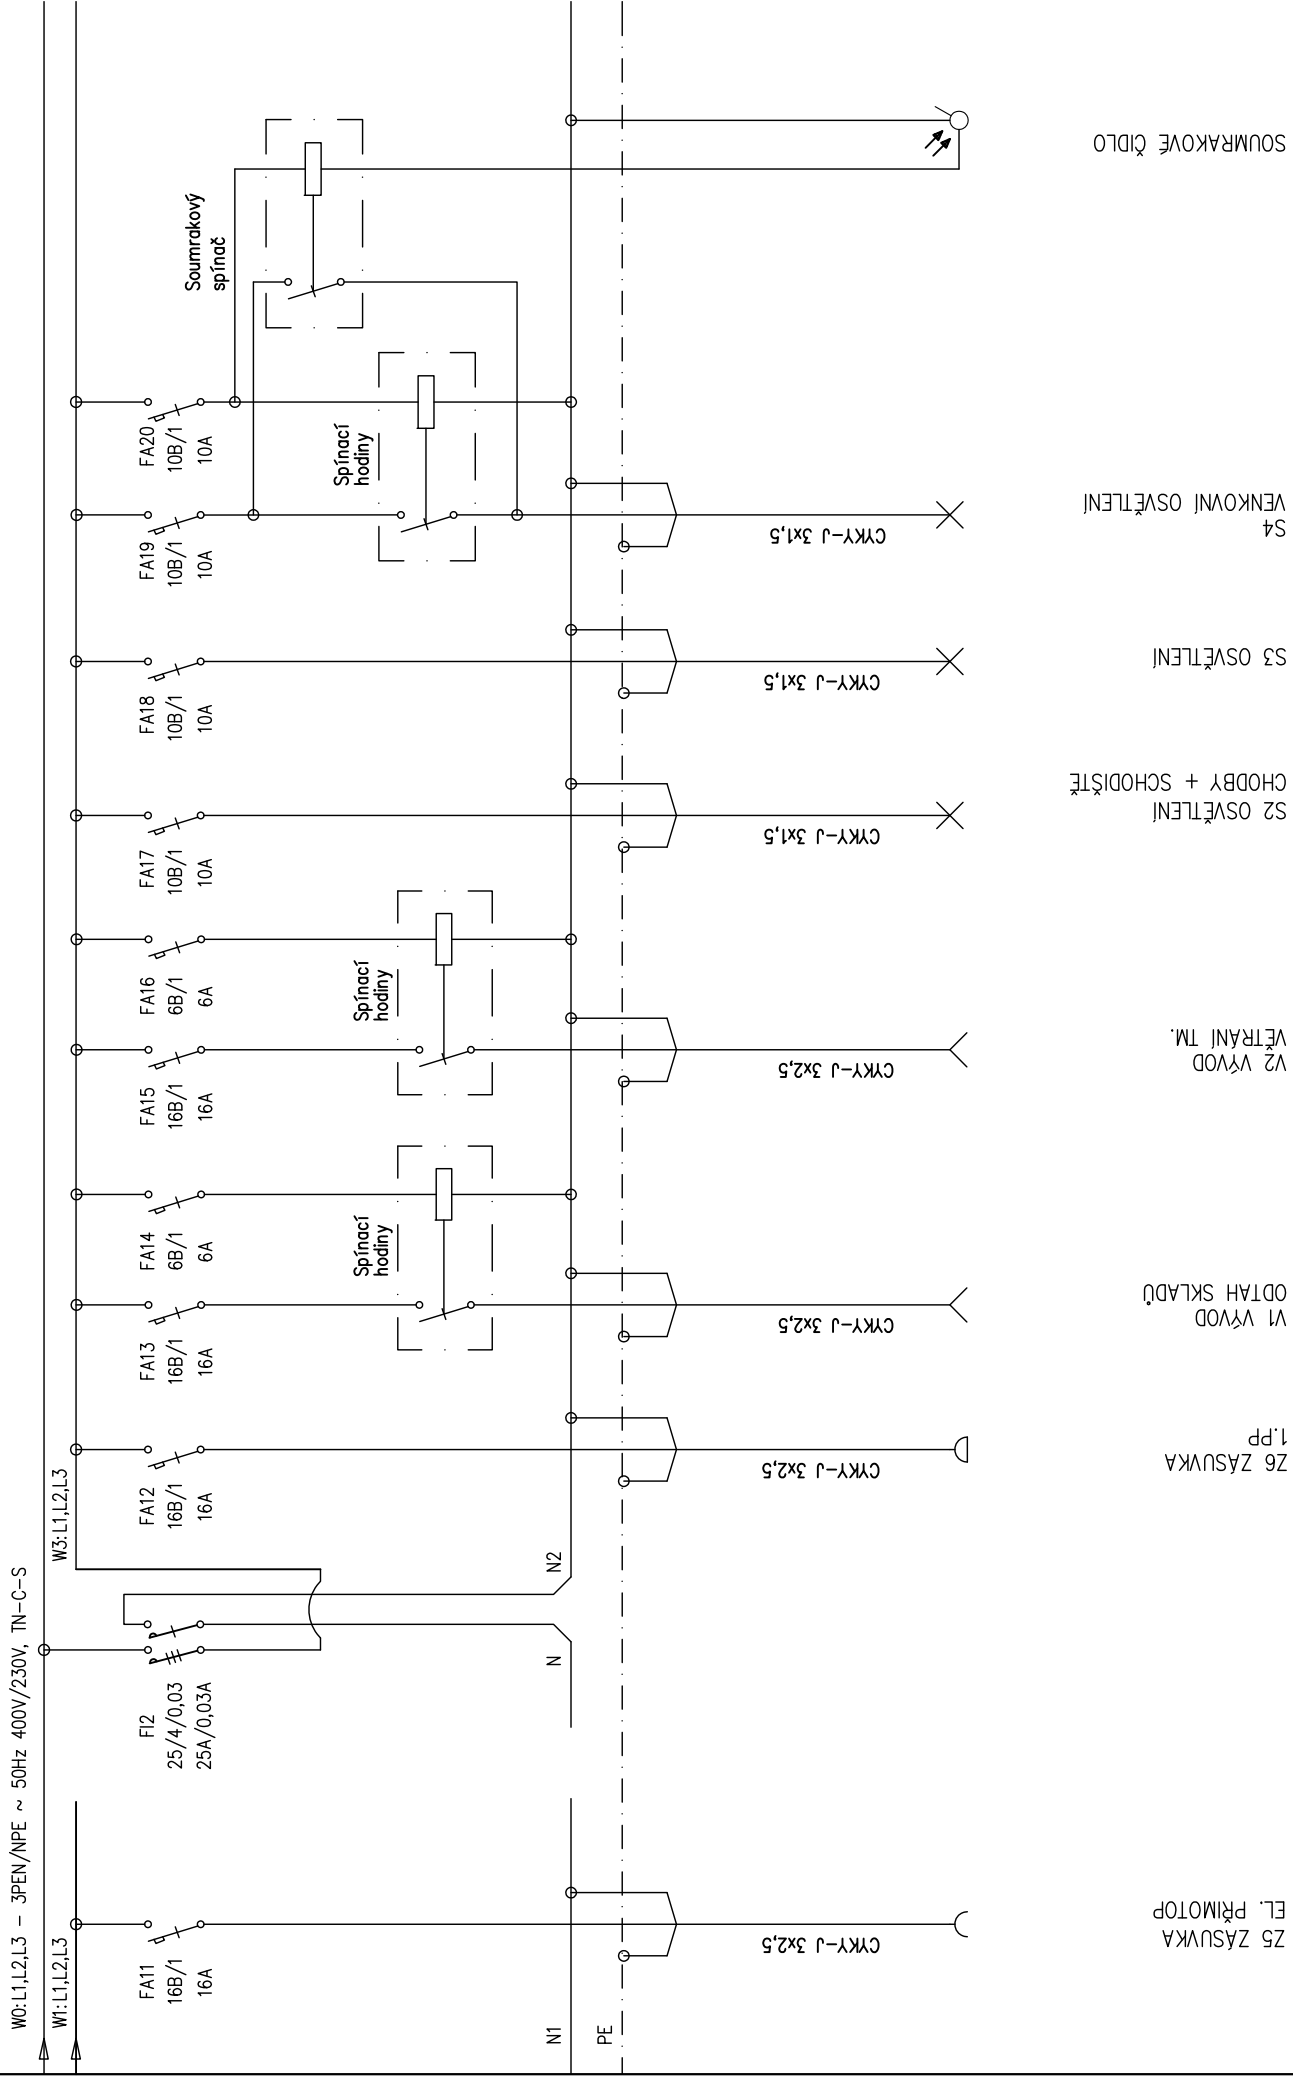 W0:L1,L2,L3 – 3PEN/NPE ~ 50Hz 400V/230V, TN-C-S
W1:L1,L2,L3
W3:L1,L2,L3
FA11
16B/1
16A
FI2
25/4/0,03
25A/0,03A
FA12
16B/1
16A
FA13
16B/1
16A
FA14
6B/1
6A
FA15
16B/1
16A
FA16
6B/1
6A
FA17
10B/1
10A
FA18
10B/1
10A
FA19
10B/1
10A
FA20
10B/1
10A
Soumrakový
spínač
Spínací
hodiny
Spínací
hodiny
Spínací
hodiny
N1
N
N2
PE
CYKY-J 3x2,5
CYKY-J 3x2,5
CYKY-J 3x2,5
CYKY-J 3x2,5
CYKY-J 3x1,5
CYKY-J 3x1,5
CYKY-J 3x1,5
Z5 ZÁSUVKA
EL. PŘIMOTOP
Z6 ZÁSUVKA
1.PP
V1 VÝVOD
ODTAH SKLADŮ
V2 VÝVOD
VĚTRÁNÍ TM.
S2 OSVĚTLENÍ
CHODBY + SCHODIŠTĚ
S3 OSVĚTLENÍ
S4
VENKOVNÍ OSVĚTLENÍ
SOUMRAKOVÉ ČIDLO